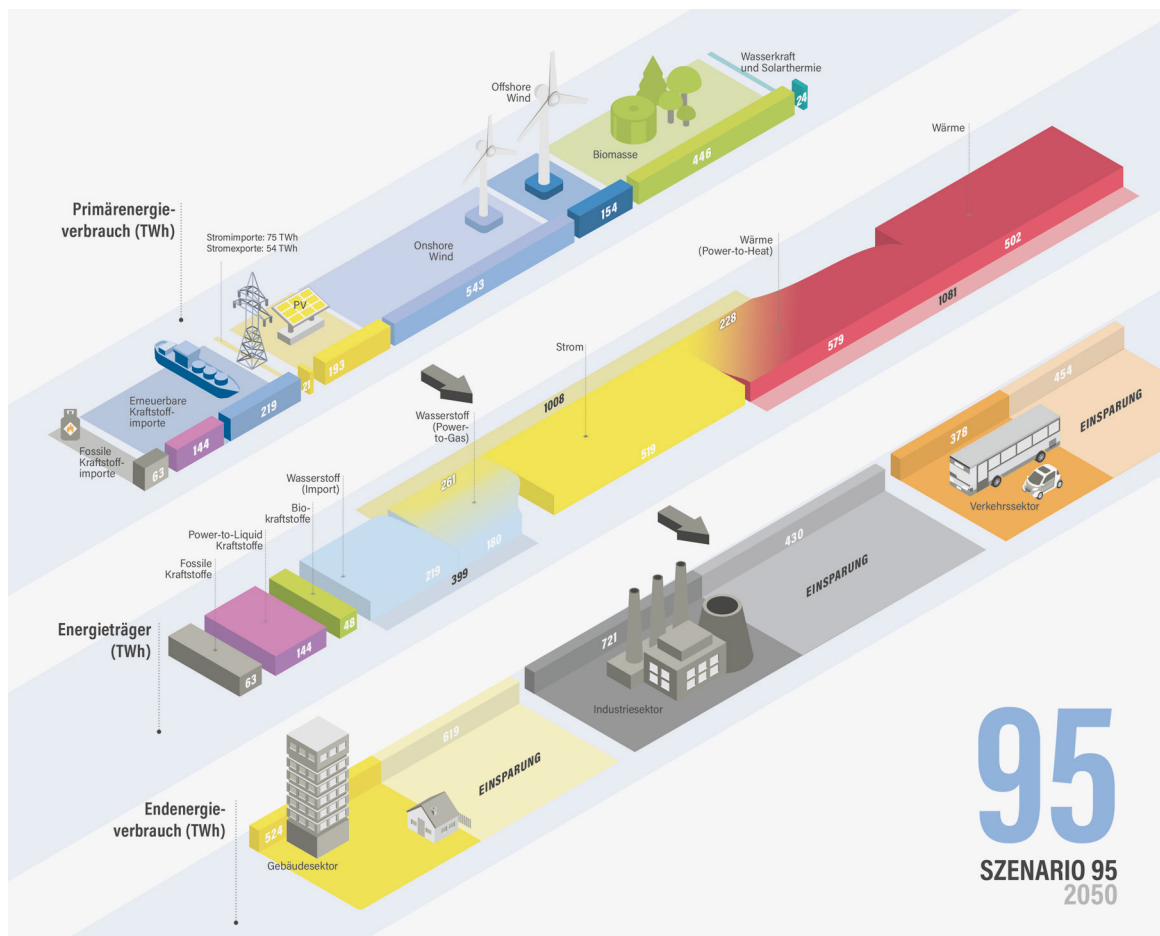 Primärenergie-
verbrauch (TWh)
Stromimporte: 75 TWh
Stromexporte: 54 TWh
Fossile
Kraftstoff-
importe
63
144
Erneuerbare
Kraftstoff-
importe
219
21
PV
193
Onshore
Wind
543
Offshore
Wind
154
Biomasse
446
Wasserkraft
und Solarthermie
24
Energieträger
(TWh)
Fossile
Kraftstoffe
63
Power-to-Liquid
Kraftstoffe
144
Bio-
kraftstoffe
48
Wasserstoff
(Import)
219
399
Wasserstoff
(Power-
to-Gas)
180
261
1008
Strom
519
228
Wärme
(Power-to-Heat)
579
1081
Wärme
502
Endenergie-
verbrauch (TWh)
524
Gebäudesektor
619
EINSPARUNG
721
Industriesektor
430
EINSPARUNG
378
Verkehrssektor
454
EINSPARUNG
95
SZENARIO 95
2050